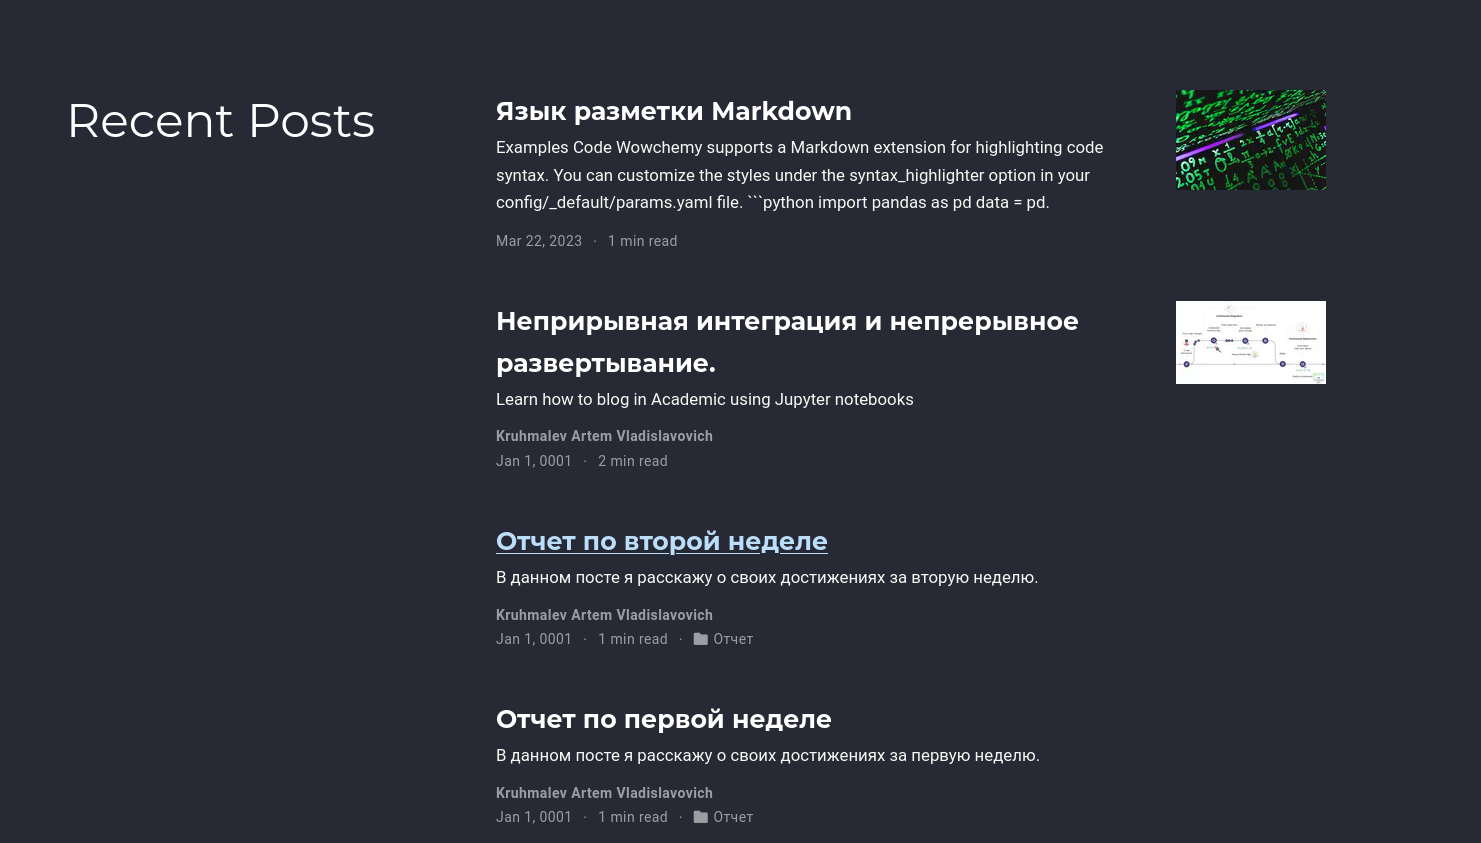 Recent Posts
Язык разметки Markdown
Examples Code Wowchemy supports a Markdown extension for highlighting code
syntax. You can customize the styles under the syntax_highlighter option in your
config/_default/params.yaml file. ```python import pandas as pd data = pd.
Mar 22, 2023 · 1 min read
Неприрывная интеграция и непрерывное
развертывание.
Learn how to blog in Academic using Jupyter notebooks
Kruhmalev Artem Vladislavovich
Jan 1, 0001 · 2 min read
Отчет по второй неделе
В данном посте я расскажу о своих достижениях за вторую неделю.
Kruhmalev Artem Vladislavovich
Jan 1, 0001 · 1 min read · Отчет
Отчет по первой неделе
В данном посте я расскажу о своих достижениях за первую неделю.
Kruhmalev Artem Vladislavovich
Jan 1, 0001 · 1 min read · Отчет